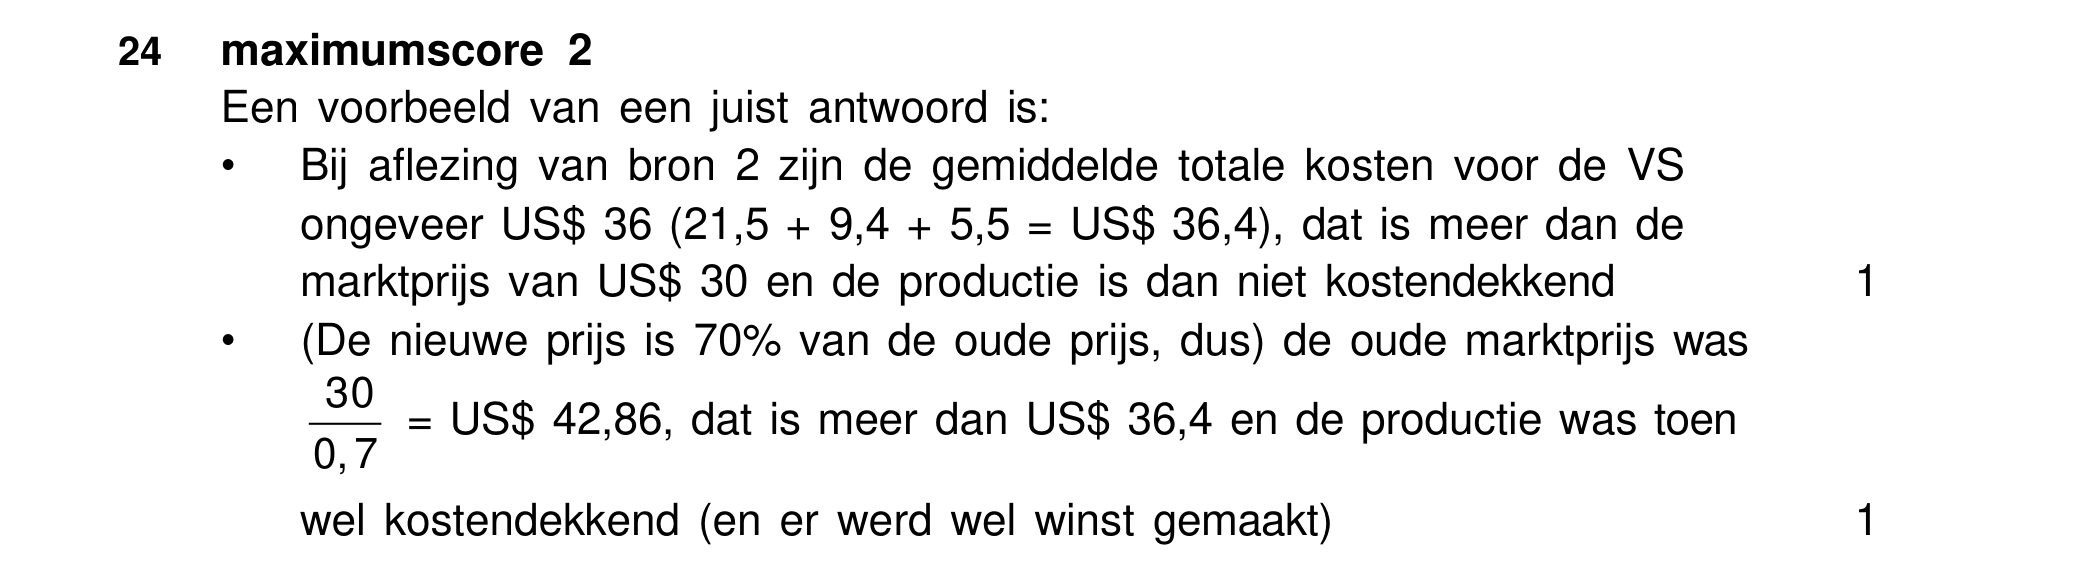 24 maximumscore 2
Een voorbeeld van een juist antwoord is:
• Bij aflezing van bron 2 zijn de gemiddelde totale kosten voor de VS
ongeveer US$ 36 (21,5 + 9,4 + 5,5 = US$ 36,4), dat is meer dan de
marktprijs van US$ 30 en de productie is dan niet kostendekkend 1
• (De nieuwe prijs is 70% van de oude prijs, dus) de oude marktprijs was
30
0,7
= US$ 42,86, dat is meer dan US$ 36,4 en de productie was toen
wel kostendekkend (en er werd wel winst gemaakt) 1